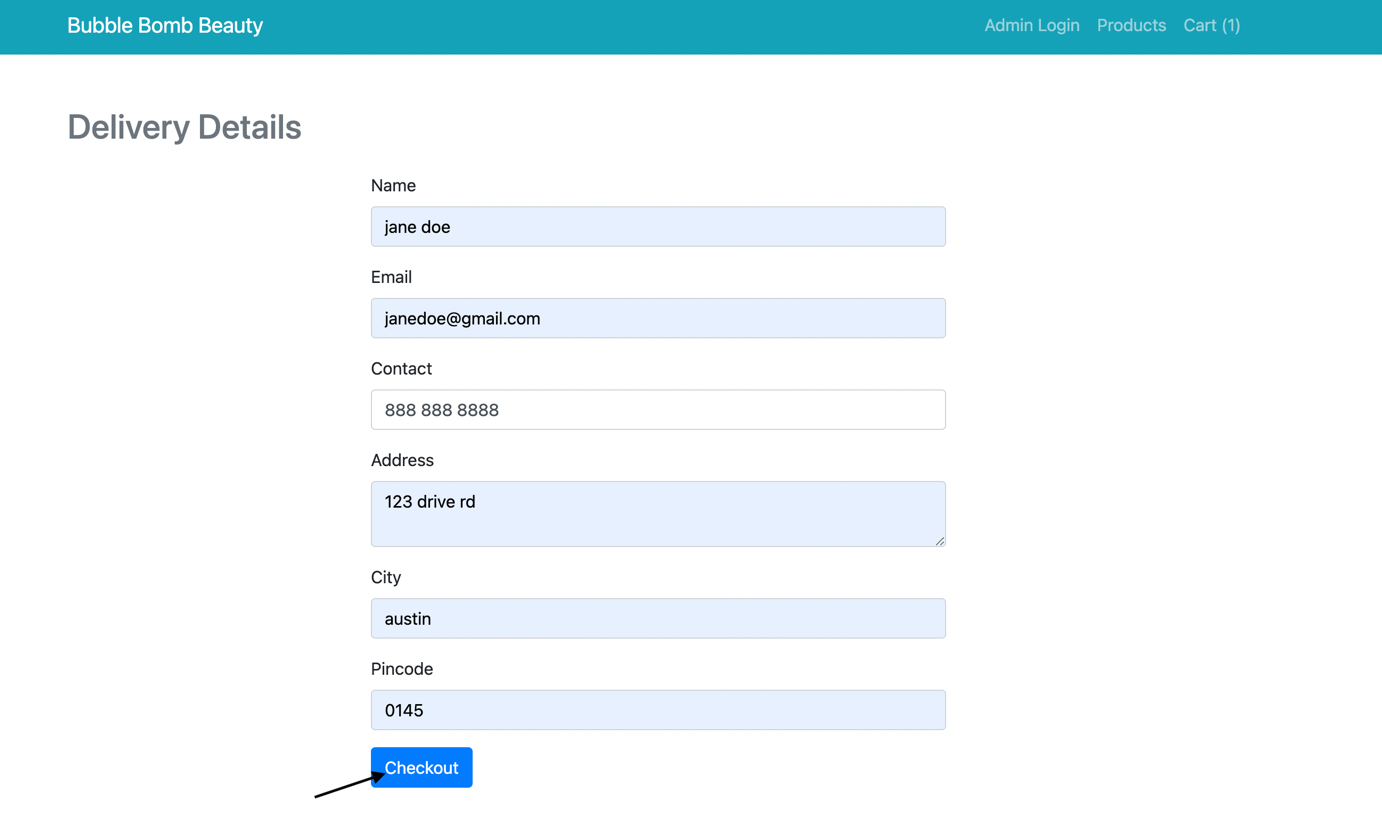 Bubble Bomb Beauty
Admin Login Products Cart (1)
Delivery Details
Name
jane doe
Email
janedoe@gmail.com
Contact
888 888 8888
Address
123 drive rd
City
austin
Pincode
0145
Checkout